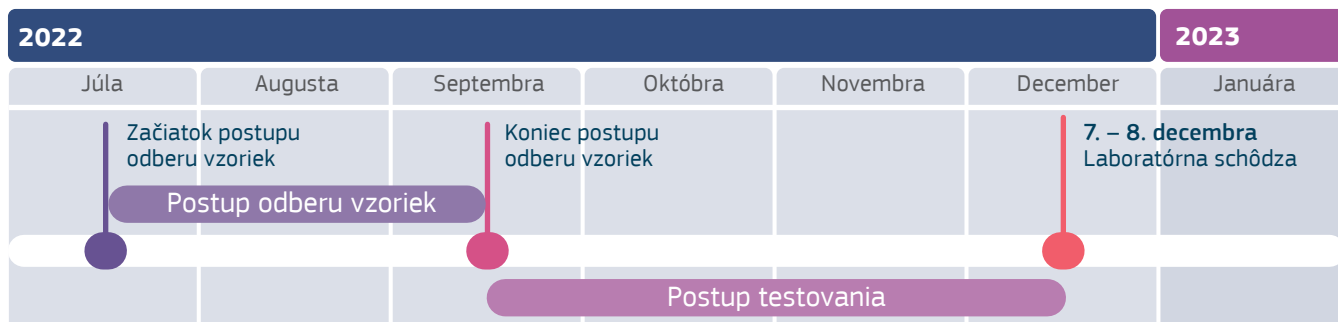 2022
2023
Júla
Augusta
Septembra
Októbra
Novembra
December
Januára
Začiatok postupu
odberu vzoriek
Koniec postupu
odberu vzoriek
7. – 8. decembra
Laboratórna schôdza
Postup odberu vzoriek
Postup testovania